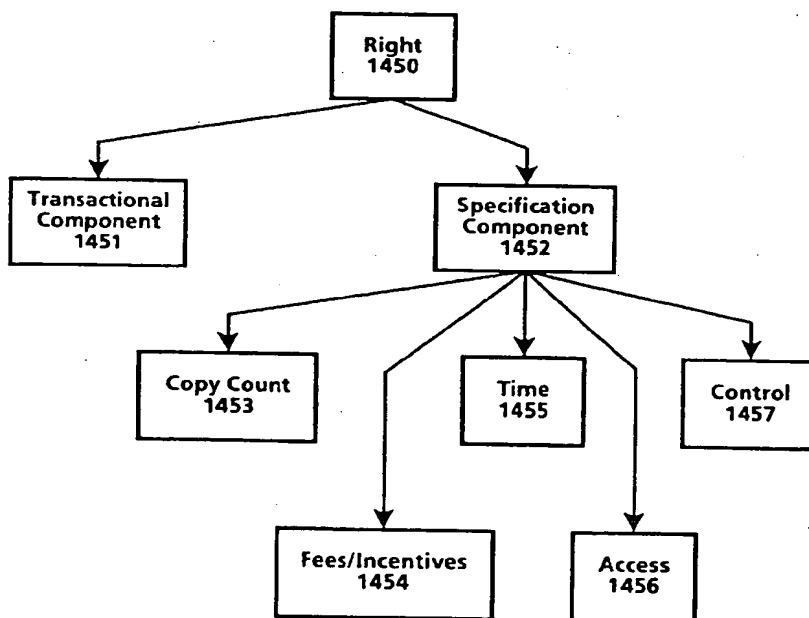 Right
1450
Transactional
Component
1451
Specification
Component
1452
Copy Count
1453
Time
1455
Control
1457
Fees/Incentives
1454
Access
1456